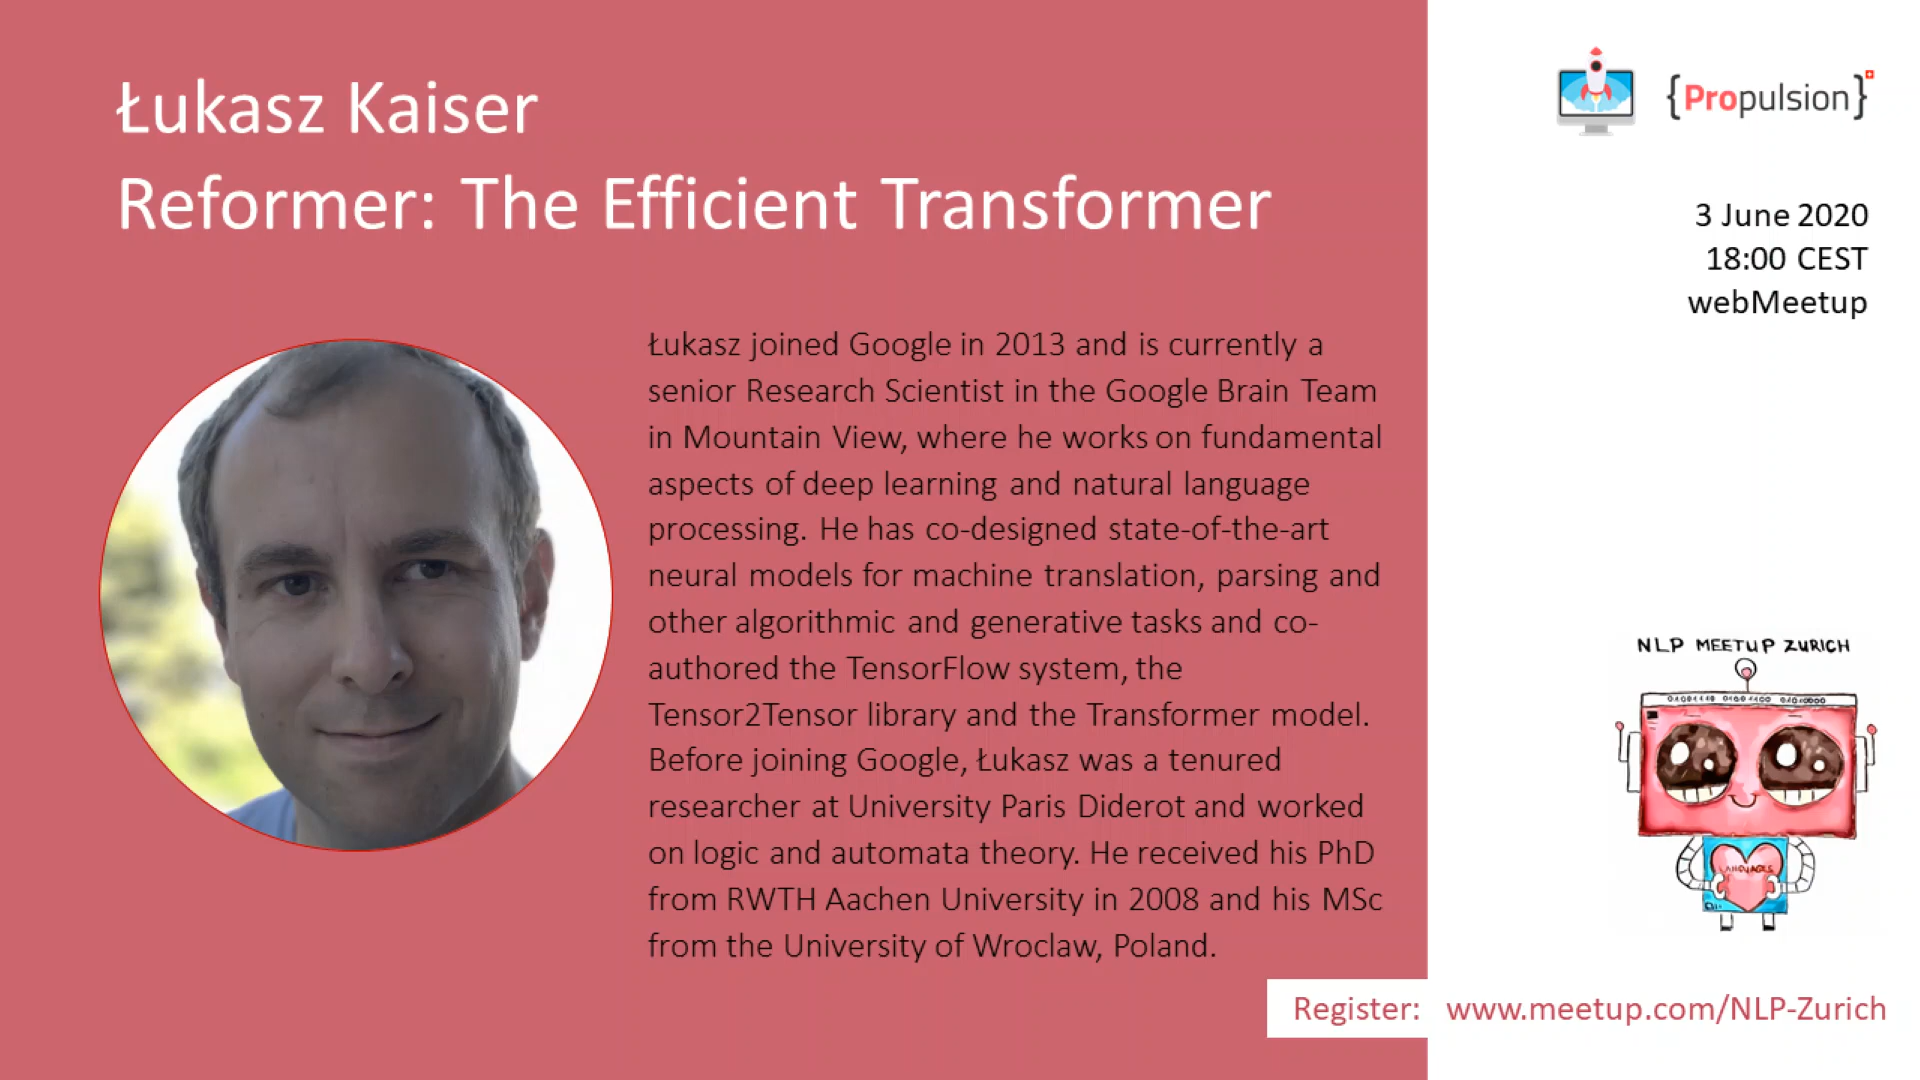 Łukasz Kaiser
Reformer: The Efficient Transformer
Łukasz joined Google in 2013 and is currently a
senior Research Scientist in the Google Brain Team
in Mountain View, where he works on fundamental
aspects of deep learning and natural language
processing. He has co-designed state-of-the-art
neural models for machine translation, parsing and
other algorithmic and generative tasks and co-
authored the TensorFlow system, the
Tensor2Tensor library and the Transformer model.
Before joining Google, Łukasz was a tenured
researcher at University Paris Diderot and worked
on logic and automata theory. He received his PhD
from RWTH Aachen University in 2008 and his MSc
from the University of Wroclaw, Poland.
{Propulsion}
3 June 2020
18:00 CEST
webMeetup
NLP MEETUP ZURICH
LANGUAGES
Register: www.meetup.com/NLP-Zurich